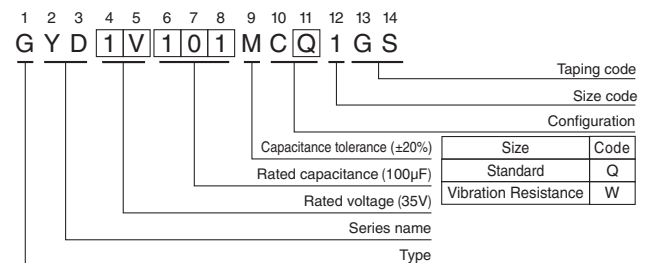 1 2 3 4 5 6 7 8 9 10 11 12 13 14
G Y D 1 V 1 0 1 M C Q 1 G S
Taping code
Size code
Configuration
Capacitance tolerance (±20%)
Rated capacitance (100µF)
Rated voltage (35V)
Series name
Type
Size Code
Standard Q
Vibration Resistance W